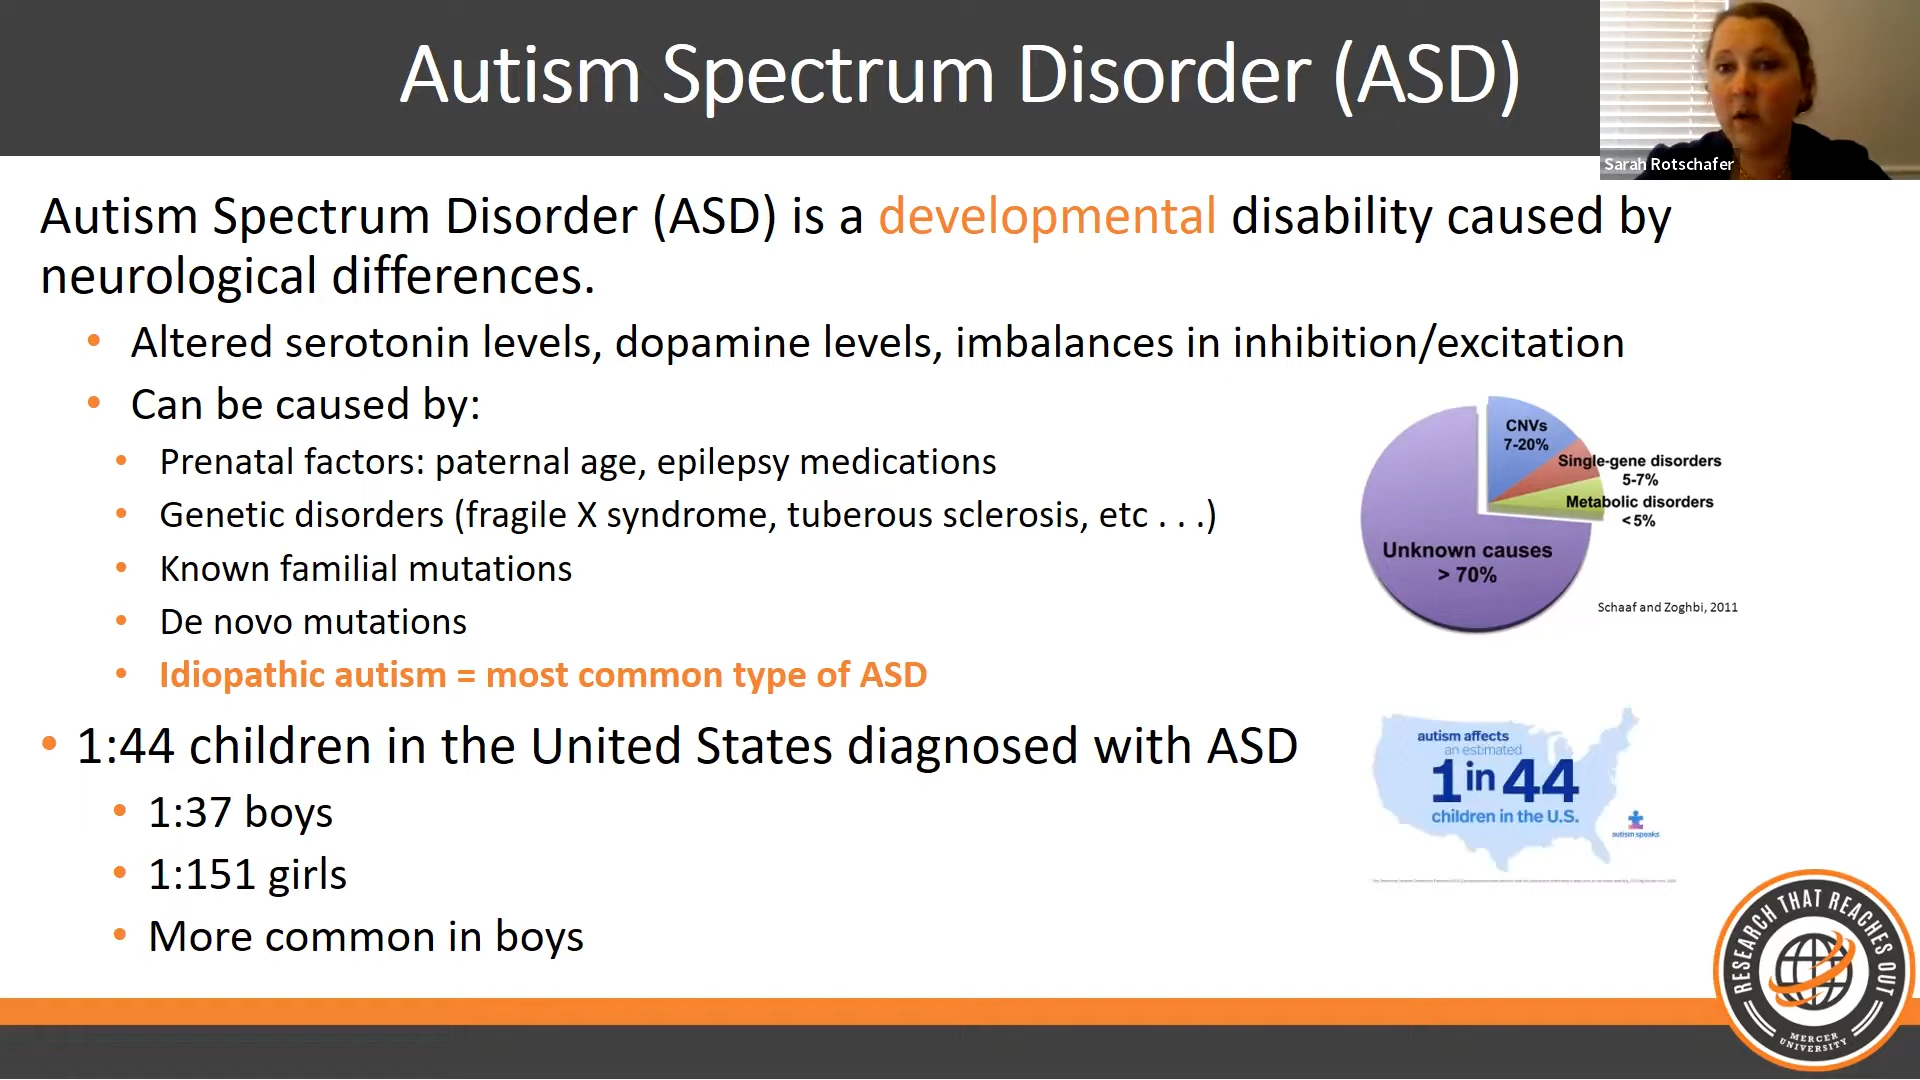 Autism Spectrum Disorder (ASD)
Sarah Rotschafer
Autism Spectrum Disorder (ASD) is a developmental disability caused by
neurological differences.
• Altered serotonin levels, dopamine levels, imbalances in inhibition/excitation
• Can be caused by:
• Prenatal factors: paternal age, epilepsy medications
• Genetic disorders (fragile X syndrome, tuberous sclerosis, etc . . .)
• Known familial mutations
• De novo mutations
• Idiopathic autism = most common type of ASD
CNVs
7-20%
Single-gene disorders
5-7%
Metabolic disorders
<5%
Unknown causes
> 70%
Schaaf and Zoghbi, 2011
• 1:44 children in the United States diagnosed with ASD
• 1:37 boys
• 1:151 girls
• More common in boys
autism affects
an estimated
1 in 44
children in the U.S.
autism speaks
RESEARCH THAT REACHES OUT
MERCER
UNIVERSITY